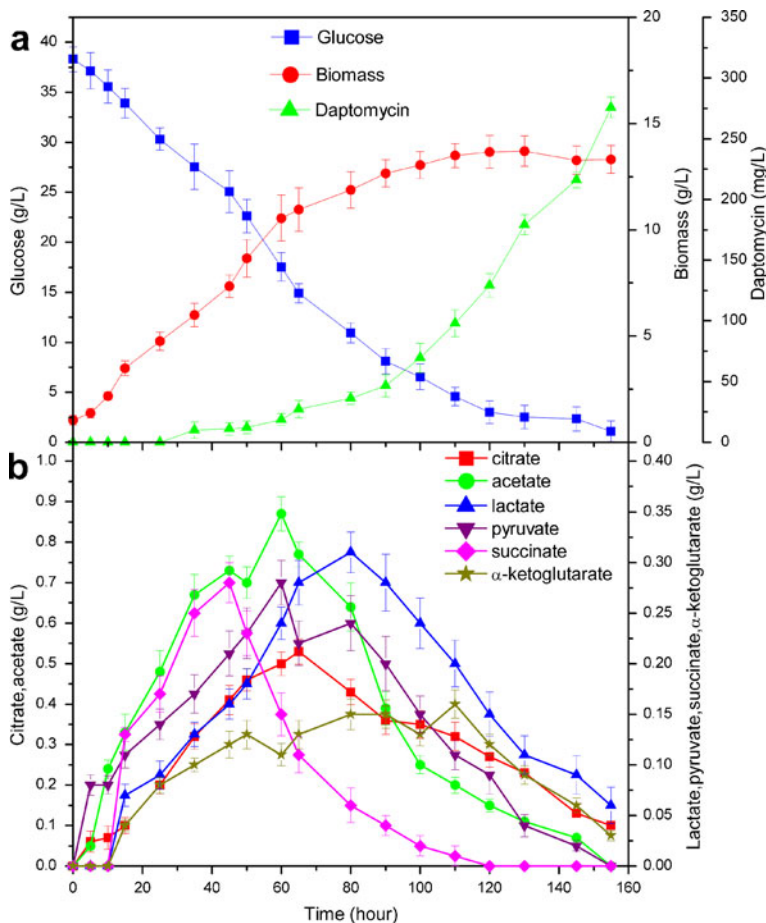 a
Glucose
Biomass
Daptomycin
40
35
30
25
20
15
10
5
0
Glucose (g/L)
20
15
10
5
0
Biomass (g/L)
350
300
250
200
150
100
50
0
Daptomycin (mg/L)
b
citrate
acetate
lactate
pyruvate
succinate
α-ketoglutarate
1.0
0.9
0.8
0.7
0.6
0.5
0.4
0.3
0.2
0.1
0.0
Citrate,acetate (g/L)
0.40
0.35
0.30
0.25
0.20
0.15
0.10
0.05
0.00
Lactate,pyruvate,succinate,α-ketoglutarate (g/L)
0 20 40 60 80 100 120 140 160
Time (hour)